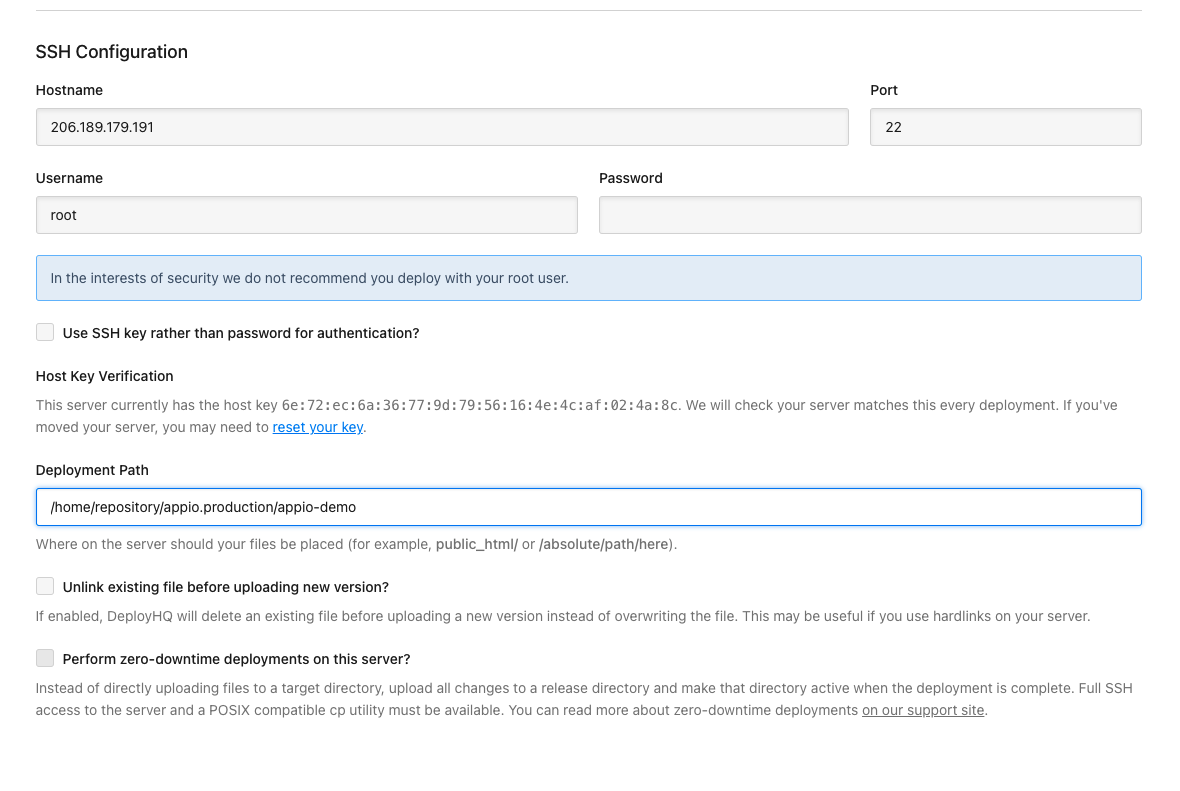 SSH Configuration
Hostname Port
206.189.179.191 22
Username Password
root
In the interests of security we do not recommend you deploy with your root user.
Use SSH key rather than password for authentication?
Host Key Verification
This server currently has the host key 6e:72:ec:6a:36:77:9d:79:56:16:4e:4c:af:02:4a:8c. We will check your server matches this every deployment. If you've
moved your server, you may need to reset your key.
Deployment Path
/home/repository/appio.production/appio-demo
Where on the server should your files be placed (for example, public_html/ or /absolute/path/here).
Unlink existing file before uploading new version?
If enabled, DeployHQ will delete an existing file before uploading a new version instead of overwriting the file. This may be useful if you use hardlinks on your server.
Perform zero-downtime deployments on this server?
Instead of directly uploading files to a target directory, upload all changes to a release directory and make that directory active when the deployment is complete. Full SSH
access to the server and a POSIX compatible cp utility must be available. You can read more about zero-downtime deployments on our support site.